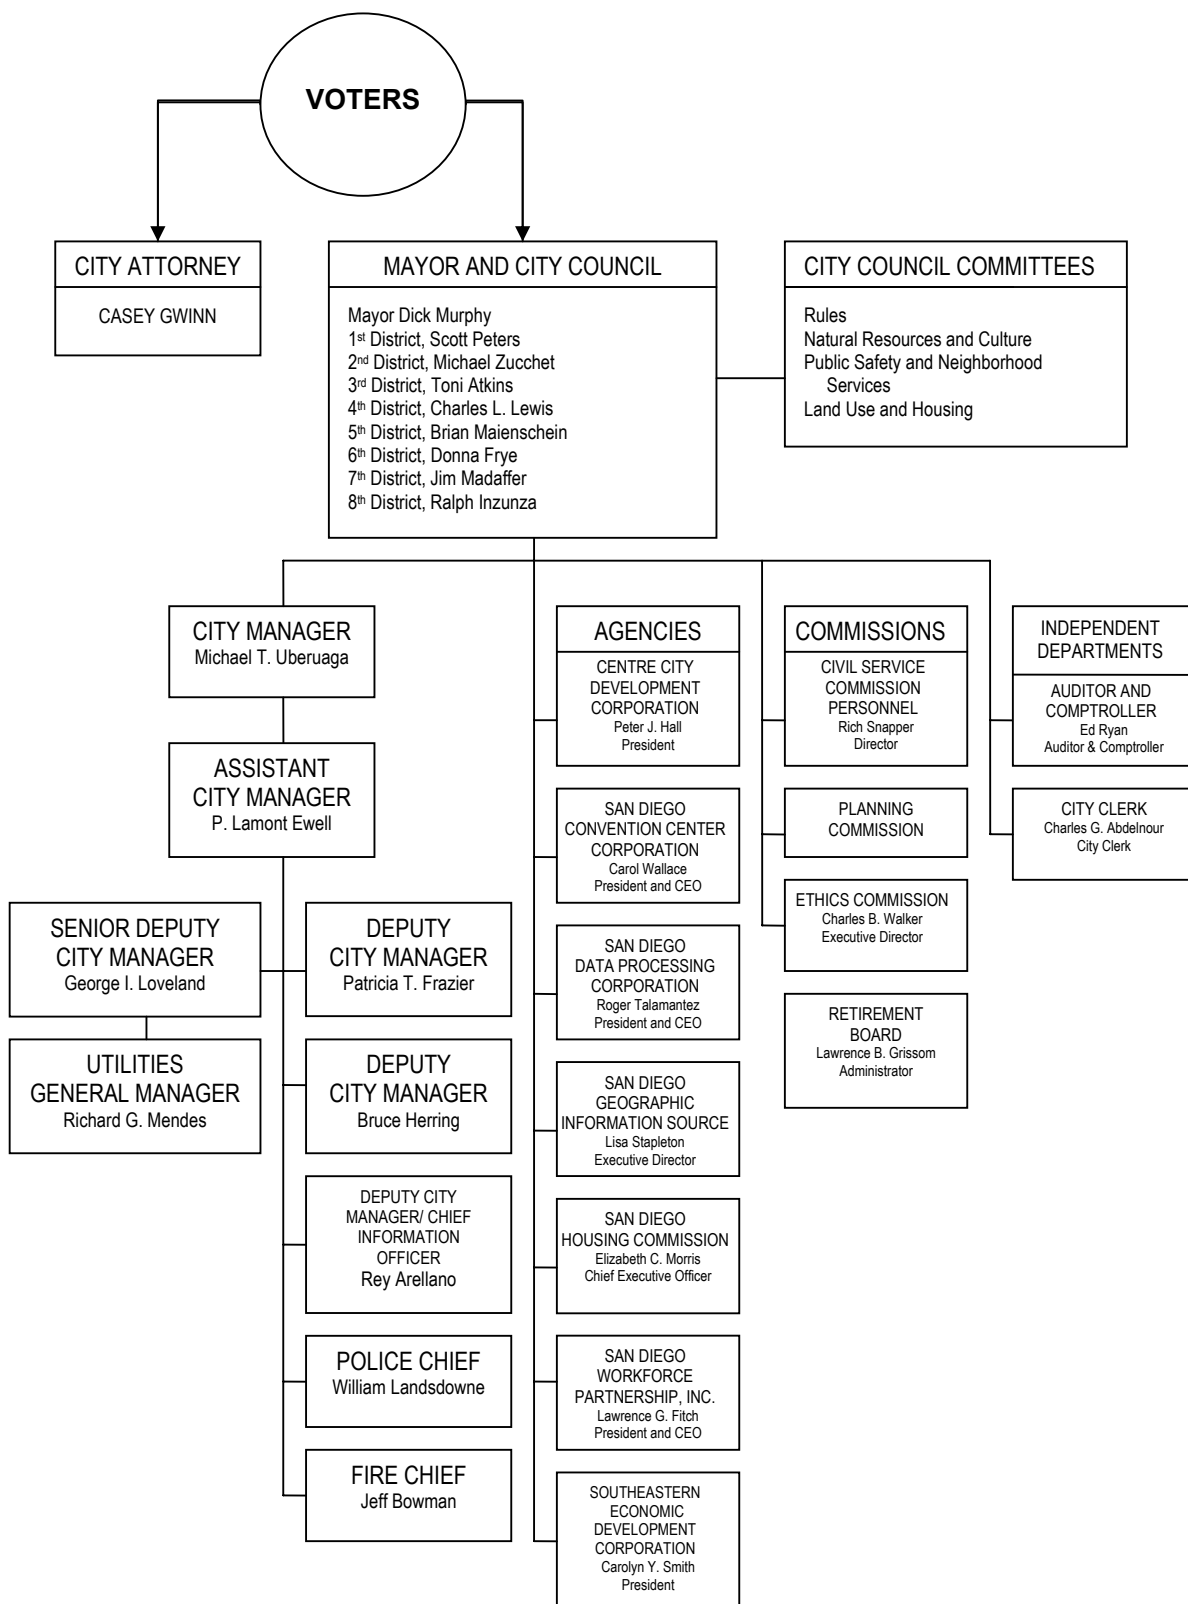 VOTERS
CITY ATTORNEY
CASEY GWINN
MAYOR AND CITY COUNCIL
Mayor Dick Murphy
1st District, Scott Peters
2nd District, Michael Zucchet
3rd District, Toni Atkins
4th District, Charles L. Lewis
5th District, Brian Maienschein
6th District, Donna Frye
7th District, Jim Madaffer
8th District, Ralph Inzunza
CITY COUNCIL COMMITTEES
Rules
Natural Resources and Culture
Public Safety and Neighborhood
Services
Land Use and Housing
CITY MANAGER
Michael T. Uberuaga
ASSISTANT
CITY MANAGER
P. Lamont Ewell
SENIOR DEPUTY
CITY MANAGER
George I. Loveland
UTILITIES
GENERAL MANAGER
Richard G. Mendes
DEPUTY
CITY MANAGER
Patricia T. Frazier
DEPUTY
CITY MANAGER
Bruce Herring
DEPUTY CITY
MANAGER/ CHIEF
INFORMATION
OFFICER
Rey Arellano
POLICE CHIEF
William Landsdowne
FIRE CHIEF
Jeff Bowman
AGENCIES
CENTRE CITY
DEVELOPMENT
CORPORATION
Peter J. Hall
President
SAN DIEGO
CONVENTION CENTER
CORPORATION
Carol Wallace
President and CEO
SAN DIEGO
DATA PROCESSING
CORPORATION
Roger Talamantez
President and CEO
SAN DIEGO
GEOGRAPHIC
INFORMATION SOURCE
Lisa Stapleton
Executive Director
SAN DIEGO
HOUSING COMMISSION
Elizabeth C. Morris
Chief Executive Officer
SAN DIEGO
WORKFORCE
PARTNERSHIP, INC.
Lawrence G. Fitch
President and CEO
SOUTHEASTERN
ECONOMIC
DEVELOPMENT
CORPORATION
Carolyn Y. Smith
President
COMMISSIONS
CIVIL SERVICE
COMMISSION
PERSONNEL
Rich Snapper
Director
PLANNING
COMMISSION
ETHICS COMMISSION
Charles B. Walker
Executive Director
RETIREMENT
BOARD
Lawrence B. Grissom
Administrator
INDEPENDENT
DEPARTMENTS
AUDITOR AND
COMPTROLLER
Ed Ryan
Auditor & Comptroller
CITY CLERK
Charles G. Abdelnour
City Clerk